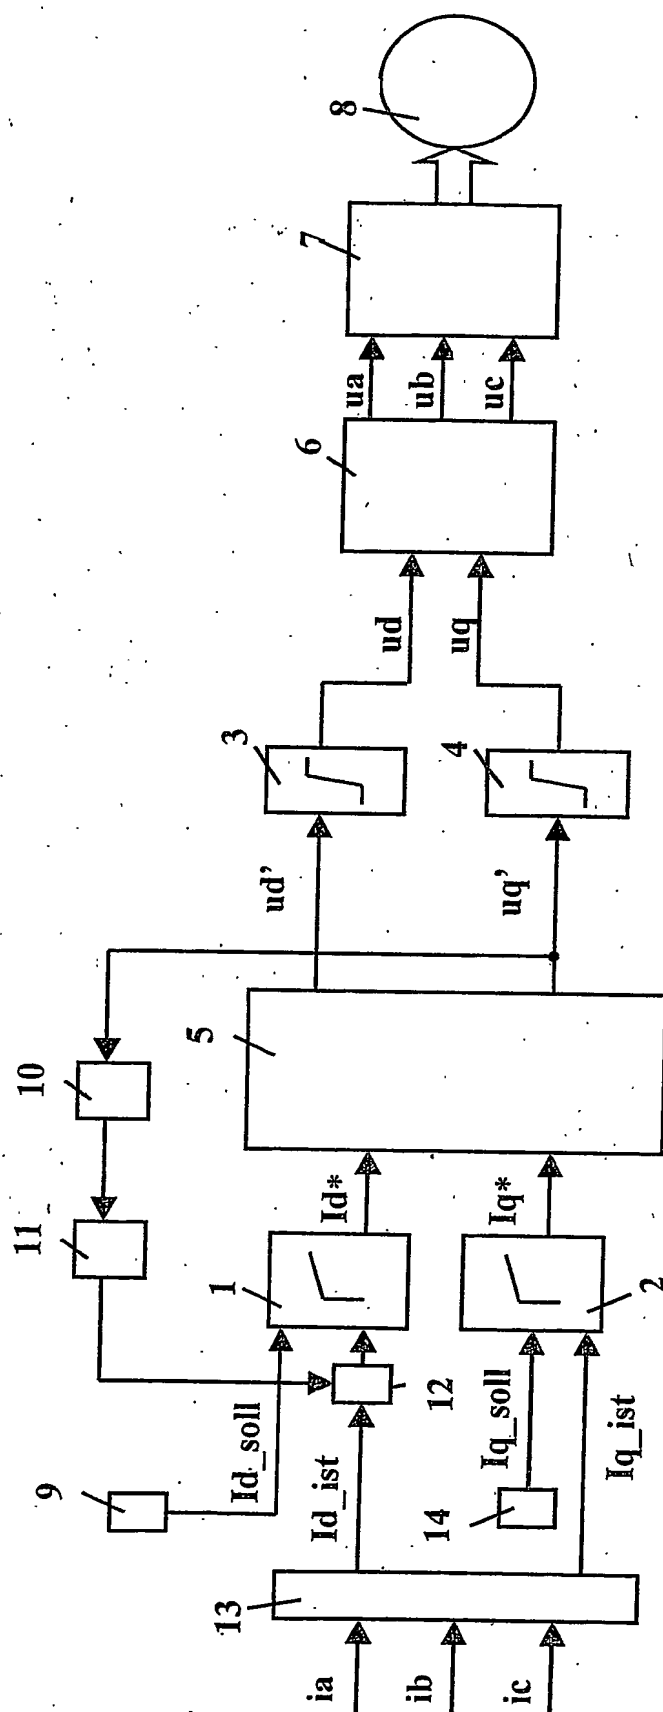 8
7
ua
ub
uc
6
ud
uq
3
4
ud’
uq’
10
5
11
Id*
Iq*
1
2
12
9
Id_soll
Id_ist
Iq_soll
Iq_ist
14
13
ia
ib
ic